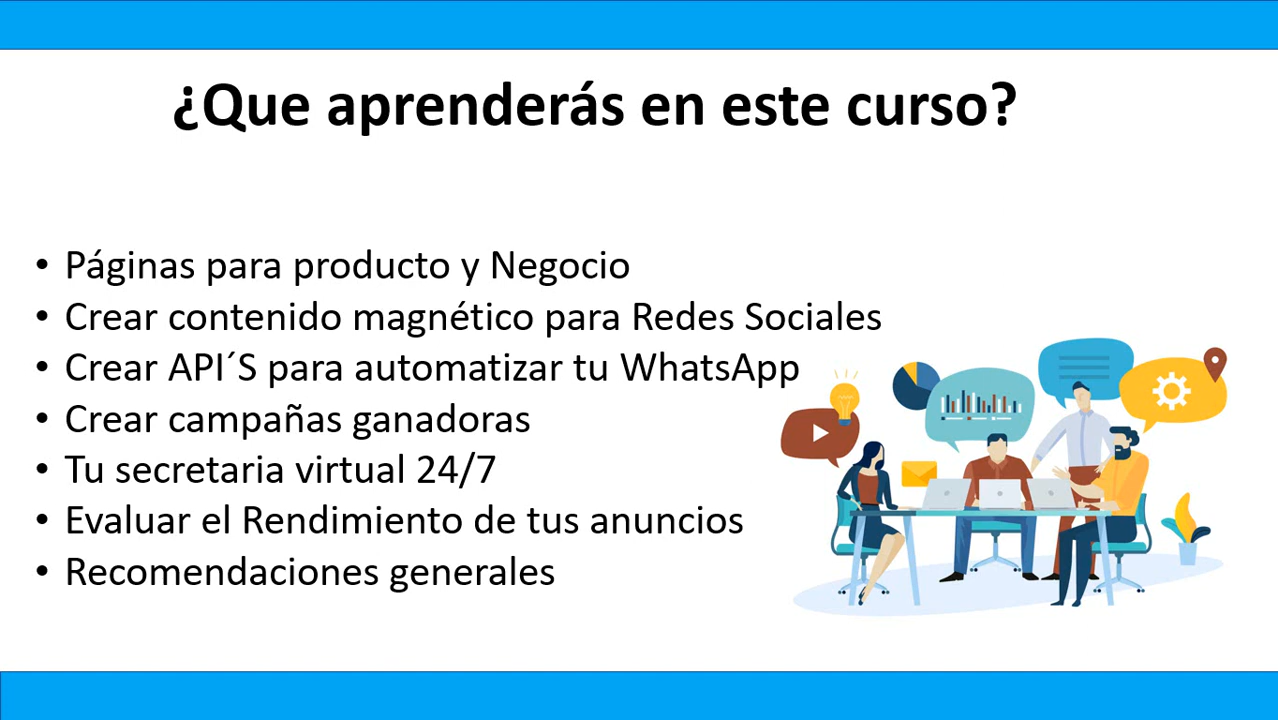 ¿Que aprenderás en este curso?
• Páginas para producto y Negocio
• Crear contenido magnético para Redes Sociales
• Crear API´S para automatizar tu WhatsApp
• Crear campañas ganadoras
• Tu secretaria virtual 24/7
• Evaluar el Rendimiento de tus anuncios
• Recomendaciones generales